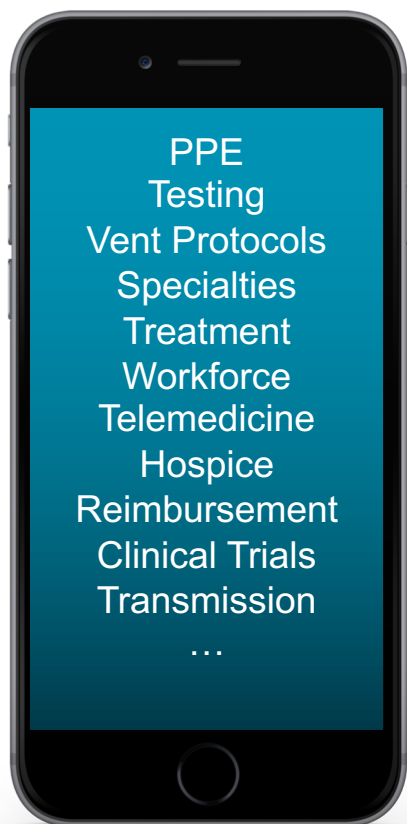 PPE
Testing
Vent Protocols
Specialties
Treatment
Workforce
Telemedicine
Hospice
Reimbursement
Clinical Trials
Transmission
…